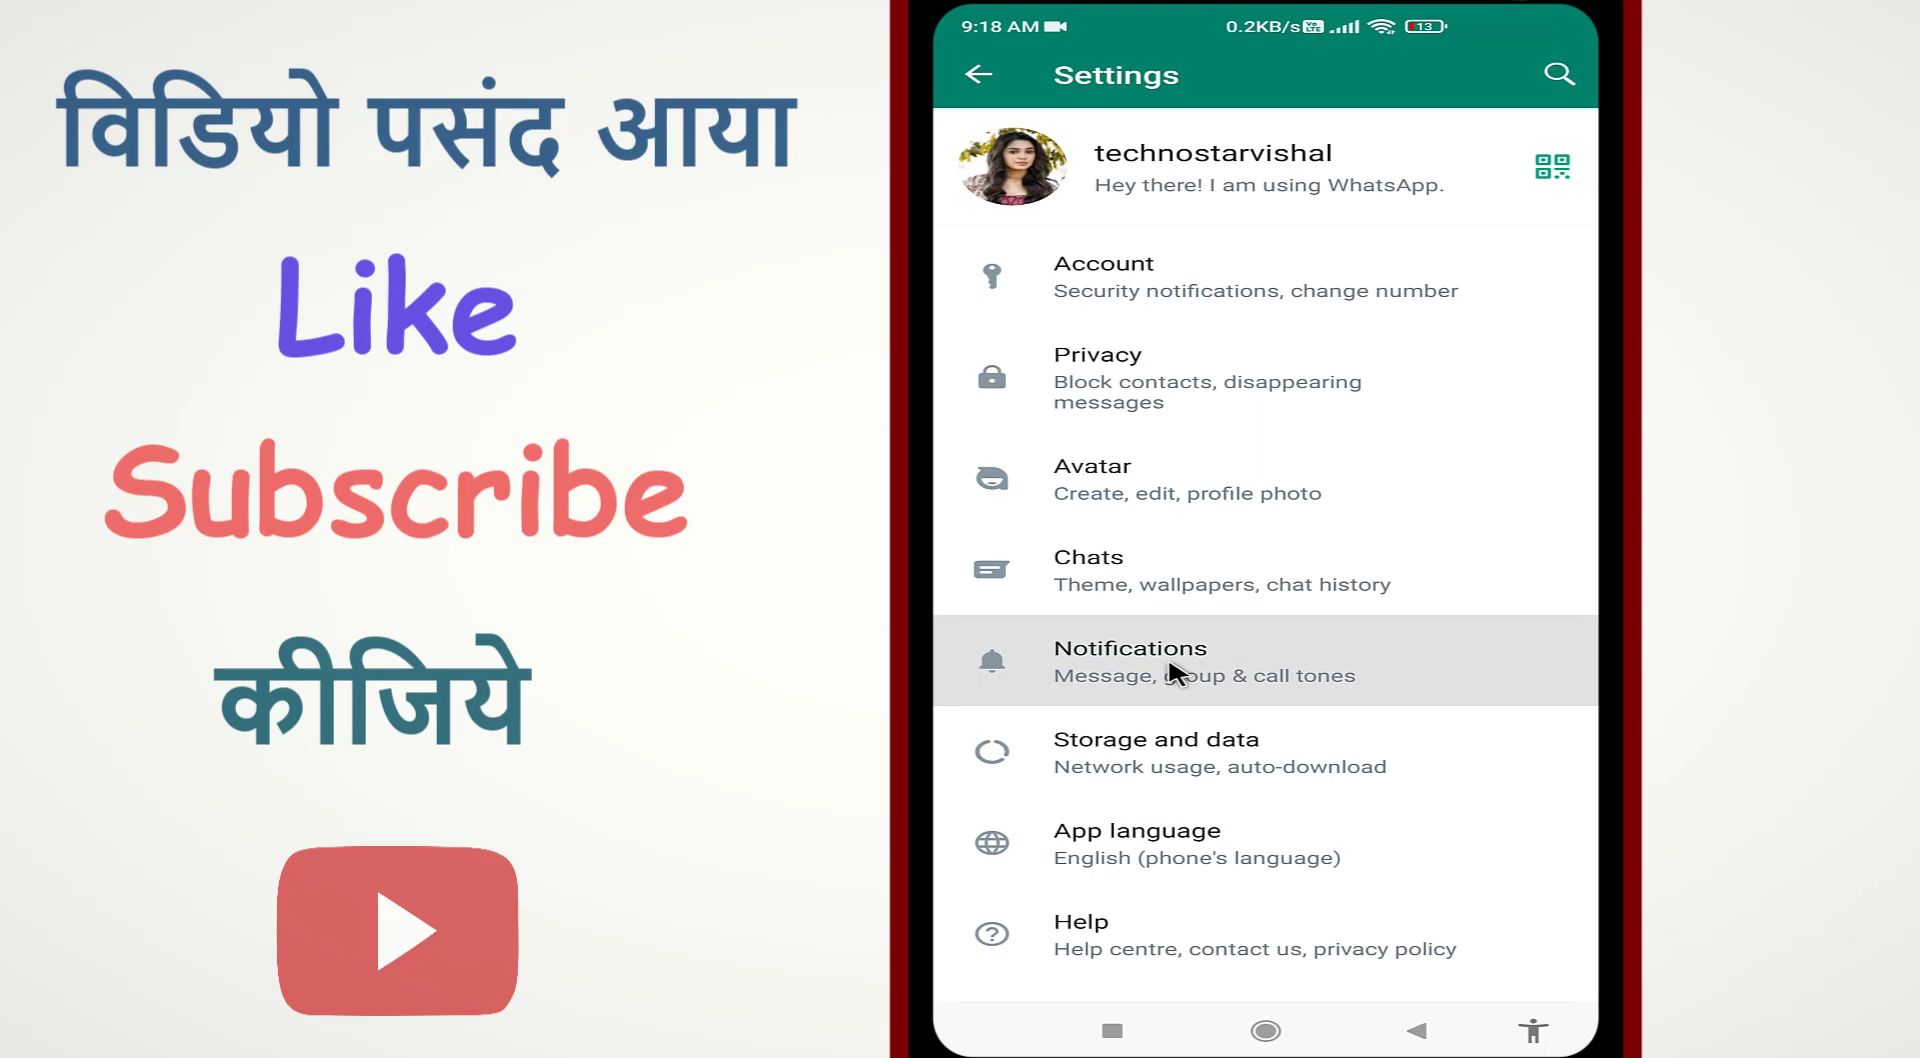 विडियो पसंद आया
Like
Subscribe
कीजिये
9:18 AM 0.2KB/s Vo LTE 13
Settings
technostarvishal
Hey there! I am using WhatsApp.
Account
Security notifications, change number
Privacy
Block contacts, disappearing
messages
Avatar
Create, edit, profile photo
Chats
Theme, wallpapers, chat history
Notifications
Message, group & call tones
Storage and data
Network usage, auto-download
App language
English (phone's language)
Help
Help centre, contact us, privacy policy